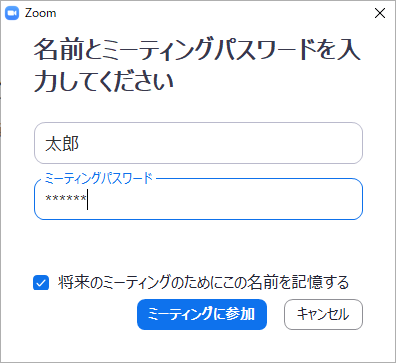 Zoom
名前とミーティングパスワードを入
力してください
太郎
ミーティングパスワード
******
将来のミーティングのためにこの名前を記憶する
ミーティングに参加
キャンセル